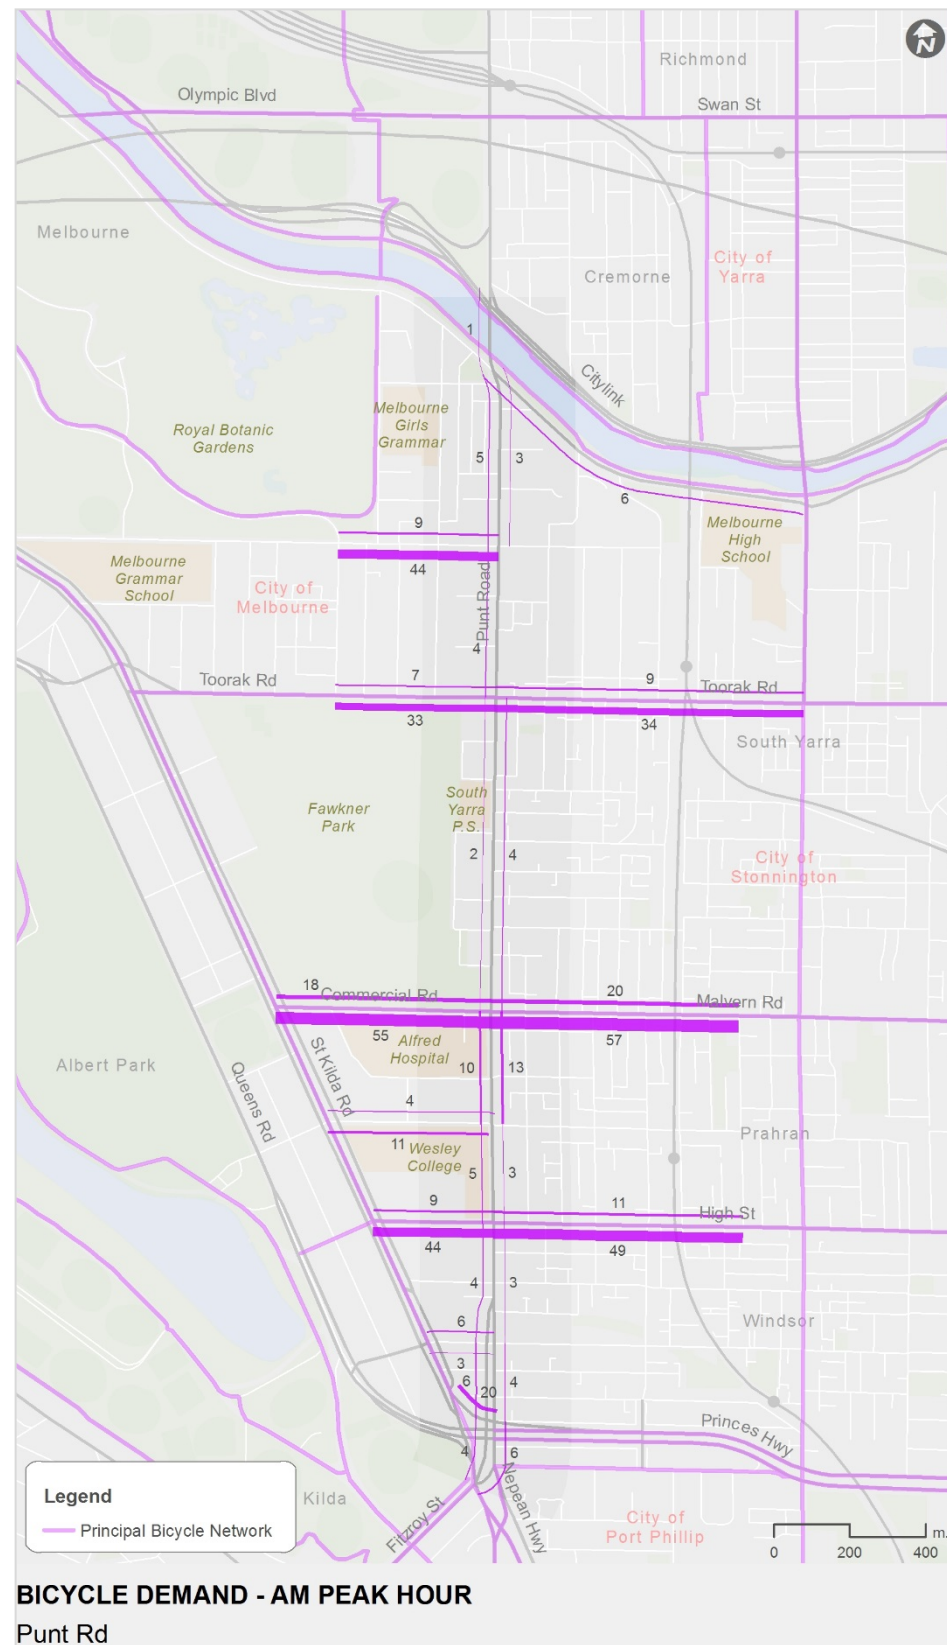 N
Richmond
Olympic Blvd
Swan St
Melbourne
City of
Yarra
Cremorne
1
Citylink
Melbourne
Girls
Grammar
Royal Botanic
Gardens
5
3
6
9
Melbourne
High
School
44
Melbourne
Grammar
School
City of
Melbourne
Punt Road
4
Toorak Rd
7
9
Toorak Rd
33
34
South Yarra
Fawkner
Park
South
Yarra
P.S.
2
4
City of
Stonnington
18
Commercial Rd
20
Malvern Rd
55
Alfred
Hospital
57
Albert Park
Queens Rd
St Kilda Rd
10
13
4
Prahran
11
Wesley
College
5
3
9
11
High St
44
49
4
3
6
Windsor
3
6
20
4
Princes Hwy
4
6
Nepean Hwy
Legend
Principal Bicycle Network
Kilda
Fitzroy St
City of
Port Phillip
m.
0 200 400
BICYCLE DEMAND - AM PEAK HOUR
Punt Rd